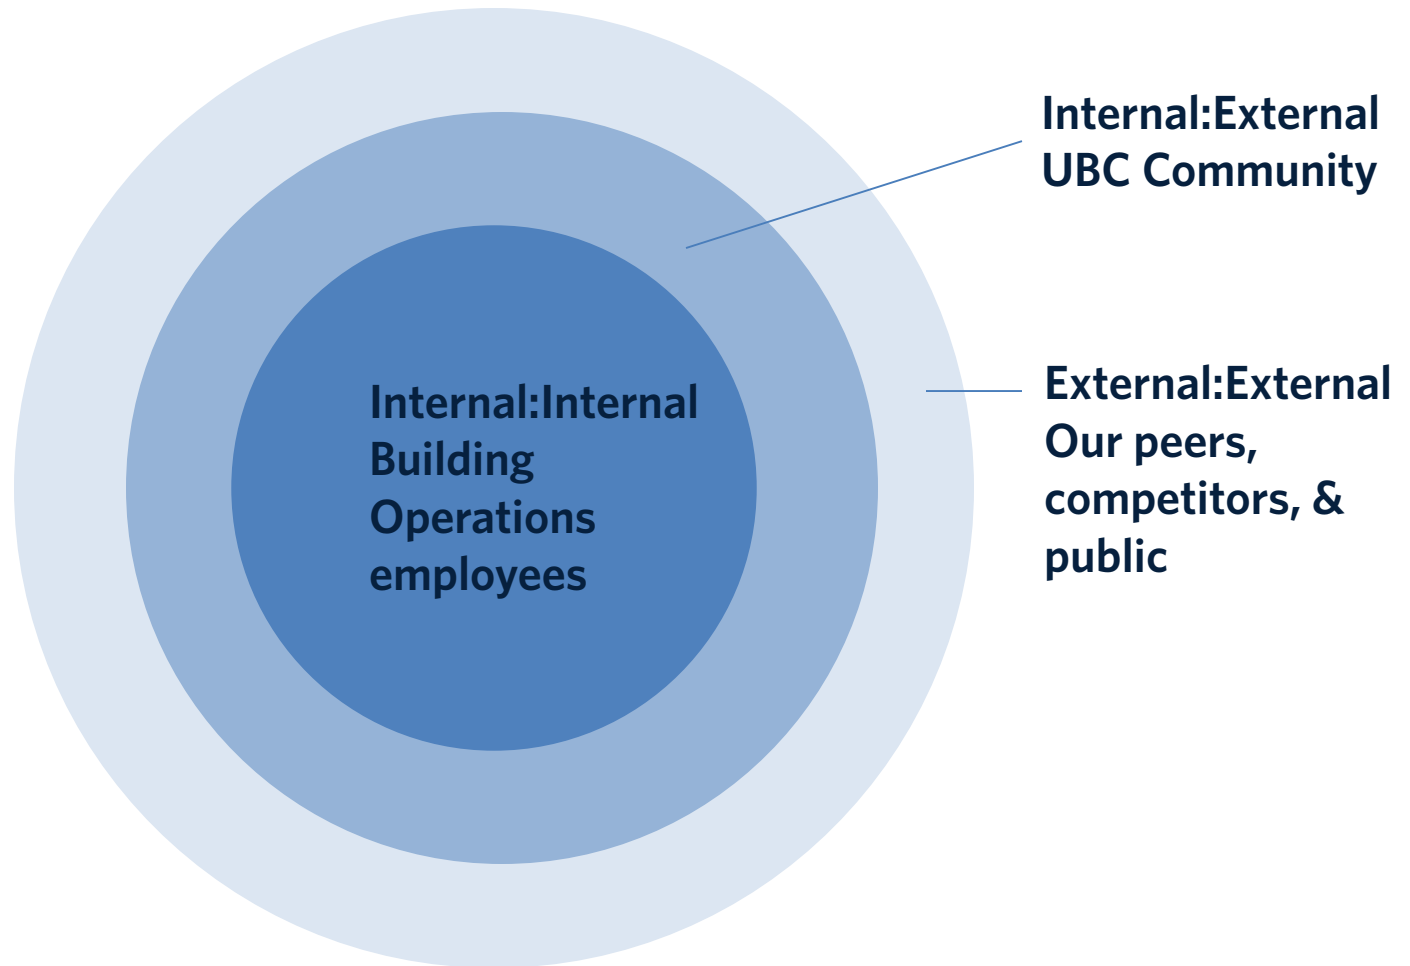 Internal:External
UBC Community
Internal:Internal
Building
Operations
employees
External:External
Our peers,
competitors, &
public